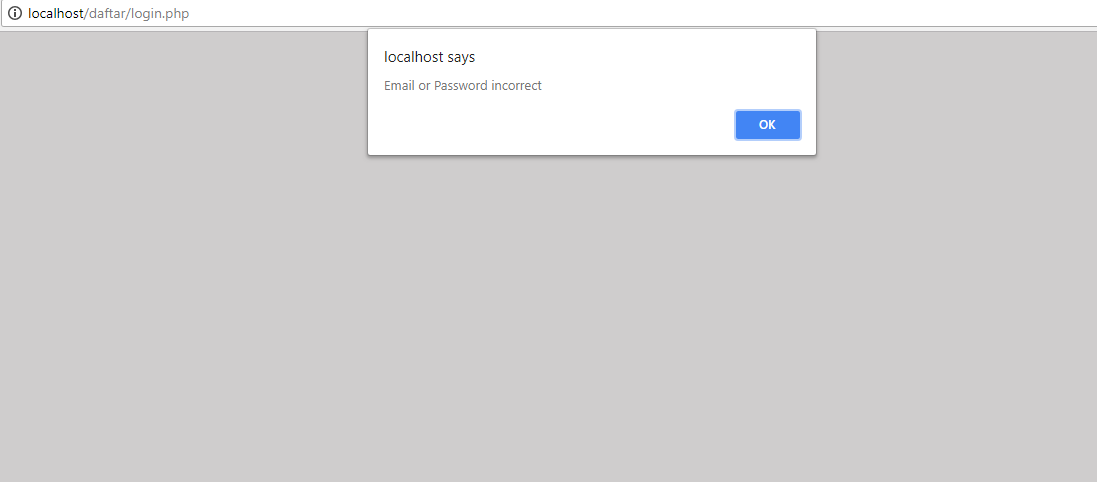 localhost/daftar/login.php
localhost says
Email or Password incorrect
OK